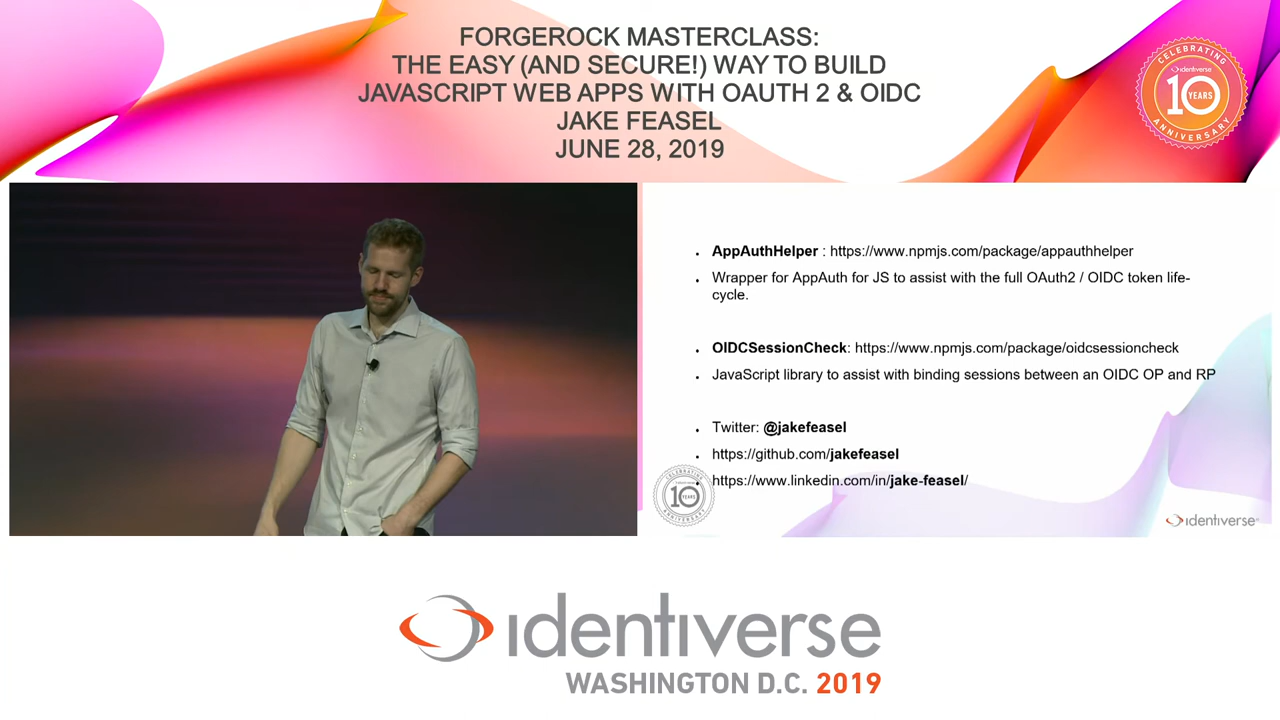 FORGEROCK MASTERCLASS:
THE EASY (AND SECURE!) WAY TO BUILD
JAVASCRIPT WEB APPS WITH OAUTH 2 & OIDC
JAKE FEASEL
JUNE 28, 2019
CELEBRATING
identiverse
10 YEARS
ANNIVERSARY
• AppAuthHelper : https://www.npmjs.com/package/appauthhelper
• Wrapper for AppAuth for JS to assist with the full OAuth2 / OIDC token life-
cycle.
• OIDCSessionCheck: https://www.npmjs.com/package/oidcsessioncheck
• JavaScript library to assist with binding sessions between an OIDC OP and RP
• Twitter: @jakefeasel
• https://github.com/jakefeasel
• https://www.linkedin.com/in/jake-feasel/
CELEBRATING
10 YEARS
ANNIVERSARY
identiverse
identiverse
WASHINGTON D.C. 2019